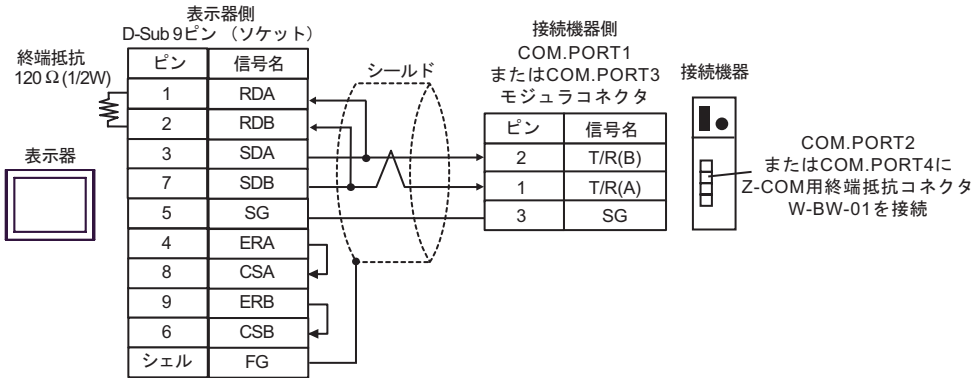 表示器側
D-Sub 9ピン （ソケット）
終端抵抗
120Ω(1/2W)
表示器
ピン 信号名
1 RDA
2 RDB
3 SDA
7 SDB
5 SG
4 ERA
8 CSA
9 ERB
6 CSB
シェル FG
シールド
接続機器側
COM.PORT1
またはCOM.PORT3
モジュラコネクタ
ピン 信号名
2 T/R(B)
1 T/R(A)
3 SG
接続機器
COM.PORT2
またはCOM.PORT4に
Z-COM用終端抵抗コネクタ
W-BW-01を接続